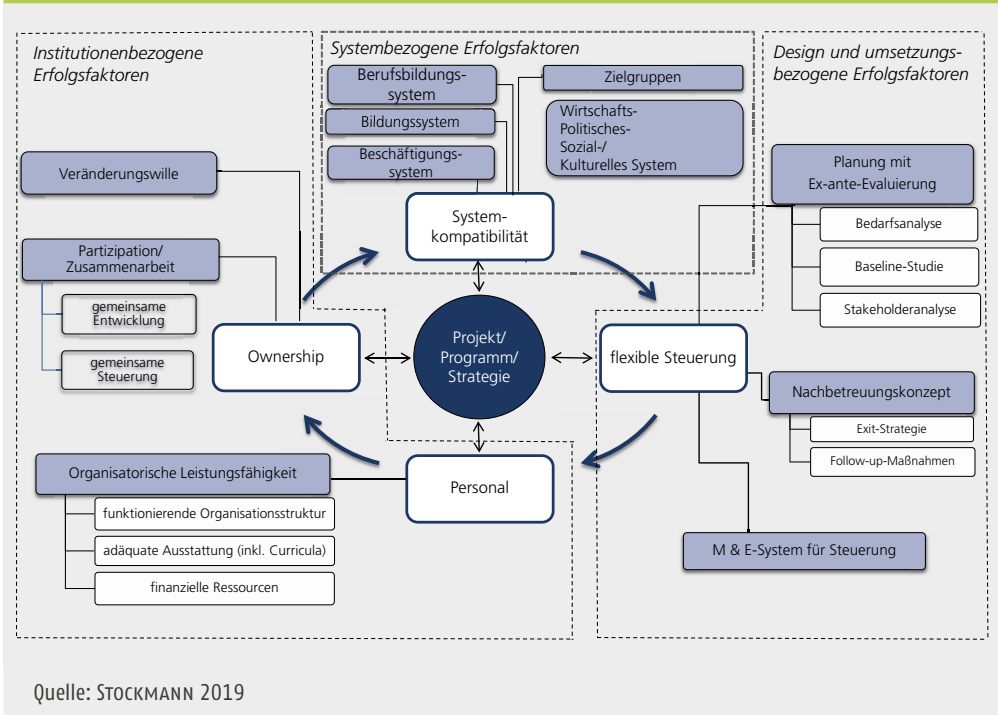 Institutionenbezogene
Erfolgsfaktoren
Veränderungswille
Partizipation/
Zusammenarbeit
gemeinsame
Entwicklung
gemeinsame
Steuerung
Ownership
Organisatorische Leistungsfähigkeit
funktionierende Organisationsstruktur
adäquate Ausstattung (inkl. Curricula)
finanzielle Ressourcen
Personal
Systembezogene Erfolgsfaktoren
Berufsbildungs-
system
Bildungssystem
Beschäftigungs-
system
Zielgruppen
Wirtschafts-
Politisches-
Sozial-/
Kulturelles System
System-
kompatibilität
Projekt/
Programm/
Strategie
Design und umsetzungs-
bezogene Erfolgsfaktoren
Planung mit
Ex-ante-Evaluierung
Bedarfsanalyse
Baseline-Studie
Stakeholderanalyse
flexible Steuerung
Nachbetreuungskonzept
Exit-Strategie
Follow-up-Maßnahmen
M & E-System für Steuerung
Quelle: STOCKMANN 2019